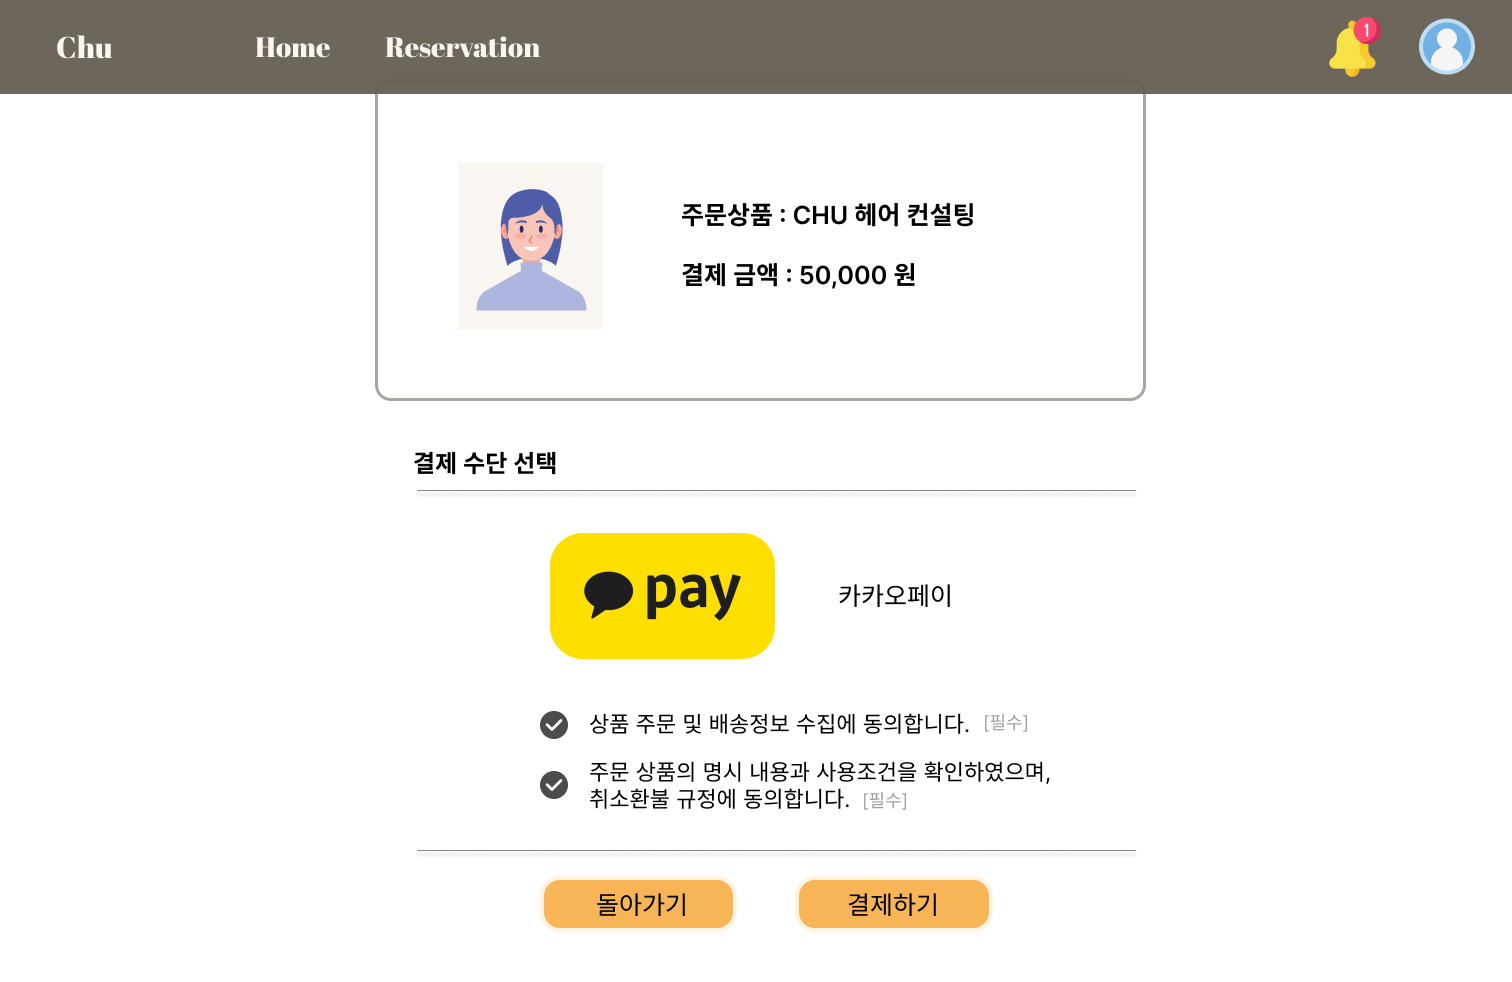 Chu Home Reservation 1
주문상품 : CHU 헤어 컨설팅
결제 금액 : 50,000 원
결제 수단 선택
pay 카카오페이
상품 주문 및 배송정보 수집에 동의합니다. [필수]
주문 상품의 명시 내용과 사용조건을 확인하였으며,
취소환불 규정에 동의합니다. [필수]
돌아가기 결제하기